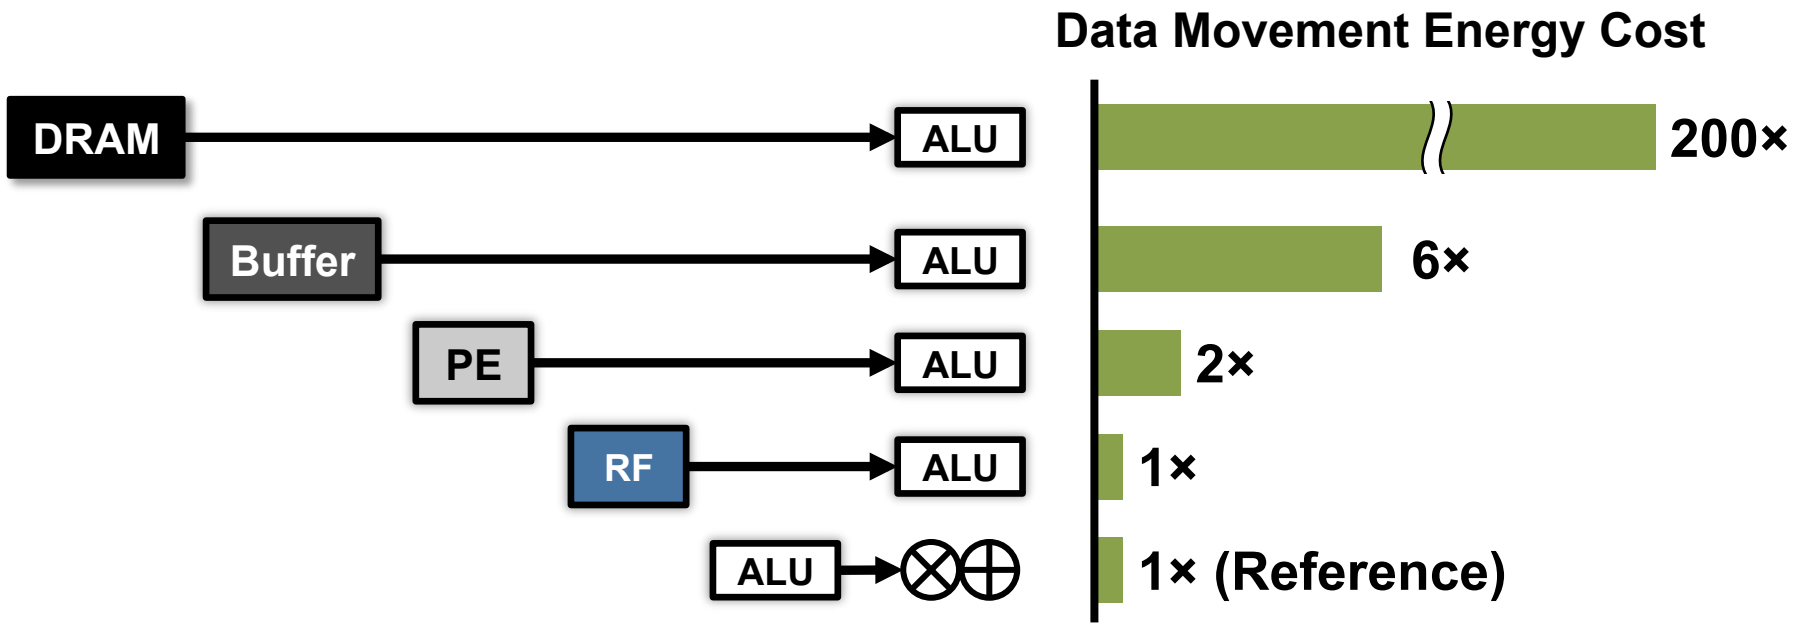 Data Movement Energy Cost
DRAM ALU 200×
Buffer ALU 6×
PE ALU 2×
RF ALU 1×
ALU 1× (Reference)